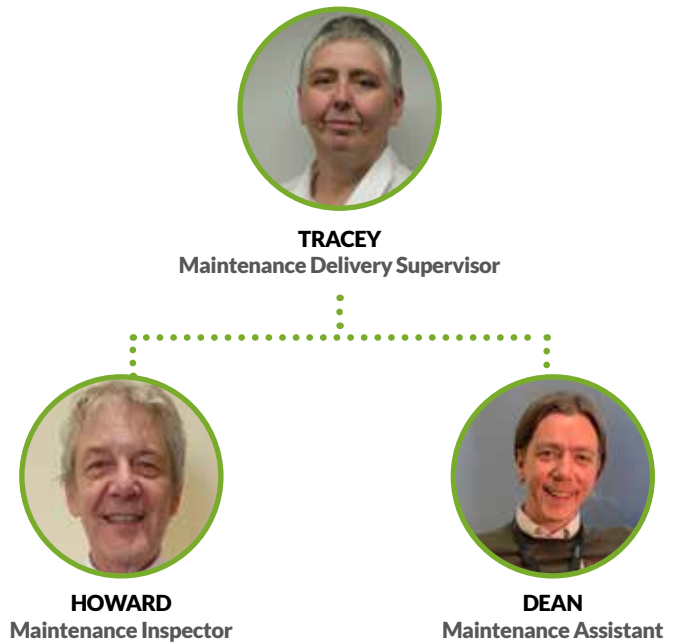 TRACEY
Maintenance Delivery Supervisor
HOWARD
Maintenance Inspector
DEAN
Maintenance Assistant